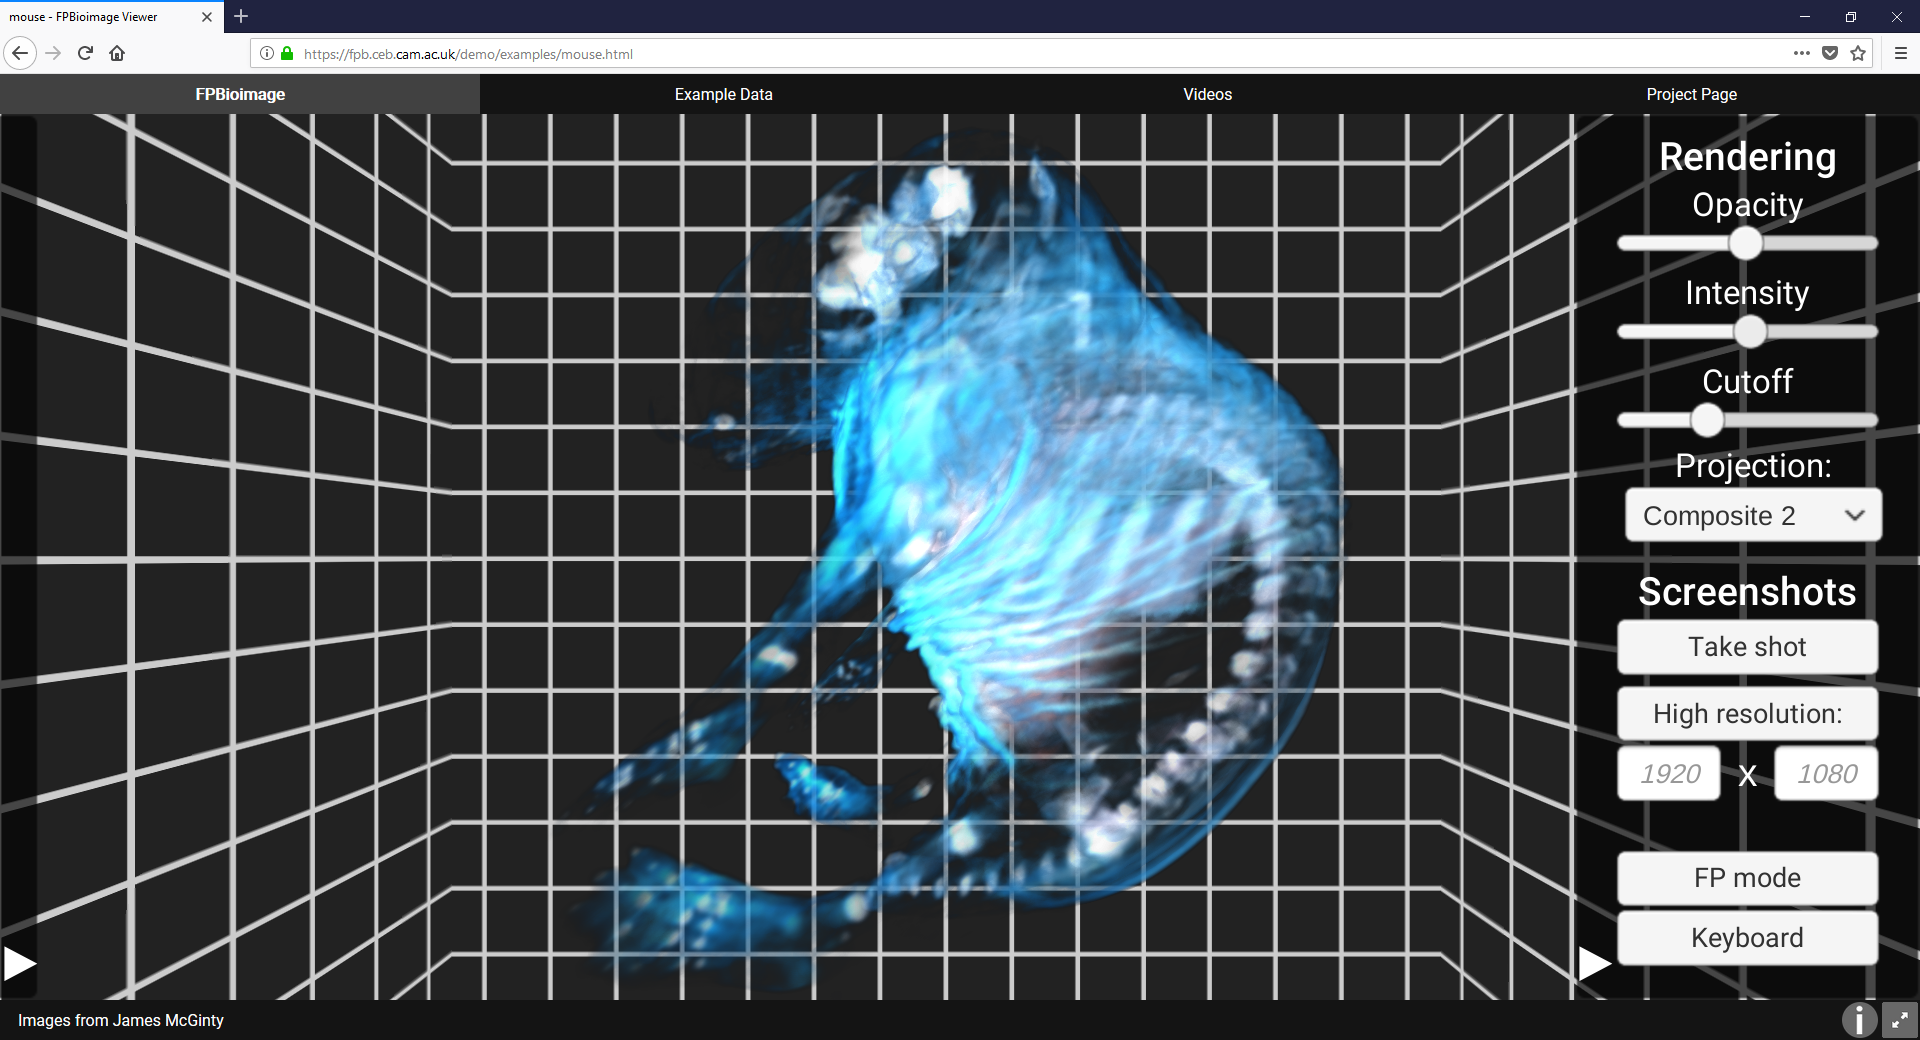 mouse - FPBioimage Viewer
https://fpb.ceb.cam.ac.uk/demo/examples/mouse.html
FPBioimage
Example Data
Videos
Project Page
Rendering
Opacity
Intensity
Cutoff
Projection:
Composite 2
Screenshots
Take shot
High resolution:
1920 X 1080
FP mode
Keyboard
Images from James McGinty